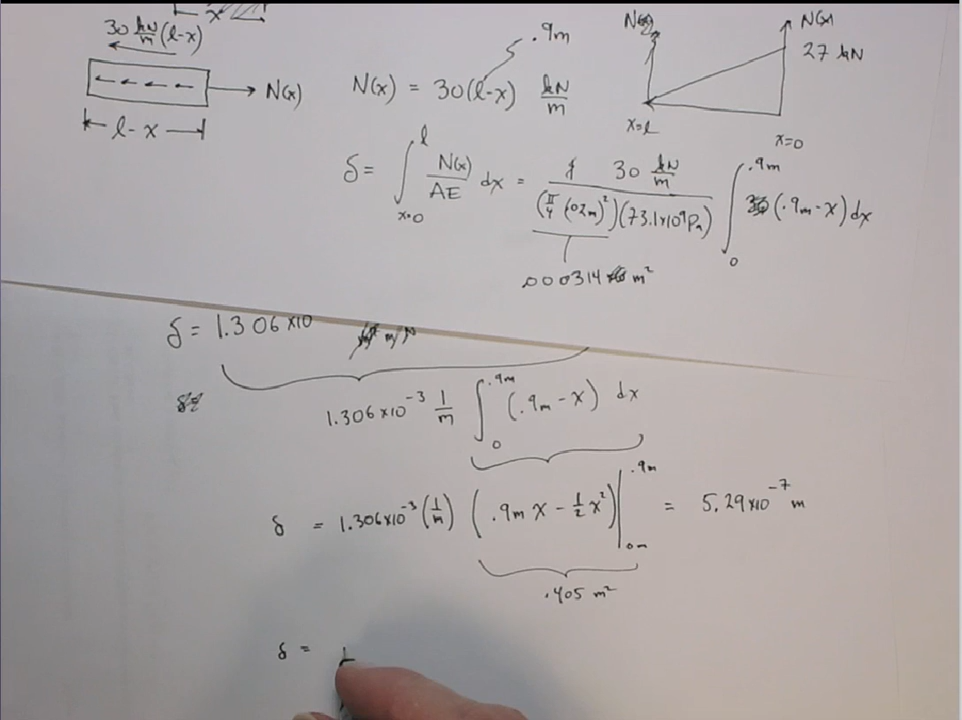 x
30 kN/m (l-x)
N(x)
l - x
N(x) = 30(l-x) kN/m
.9m
N(x)
N(x)
27 kN
x=l
x=0
δ = ∫ₓ₌₀ˡ N(x)/AE dx = 30 kN/m / (π/4 (.02m)²)(73.1x10⁹Pa) ∫₀^.9m (.9m-x)dx
.000314 m²
δ = 1.306 x10
1.306x10⁻³ 1/m ∫₀^.9m (.9m - x) dx
δ = 1.306x10⁻³ (1/m) (.9m x - ½x²)|₀ₘ^.9m = 5.29x10⁻⁷ m
.405 m²
δ =